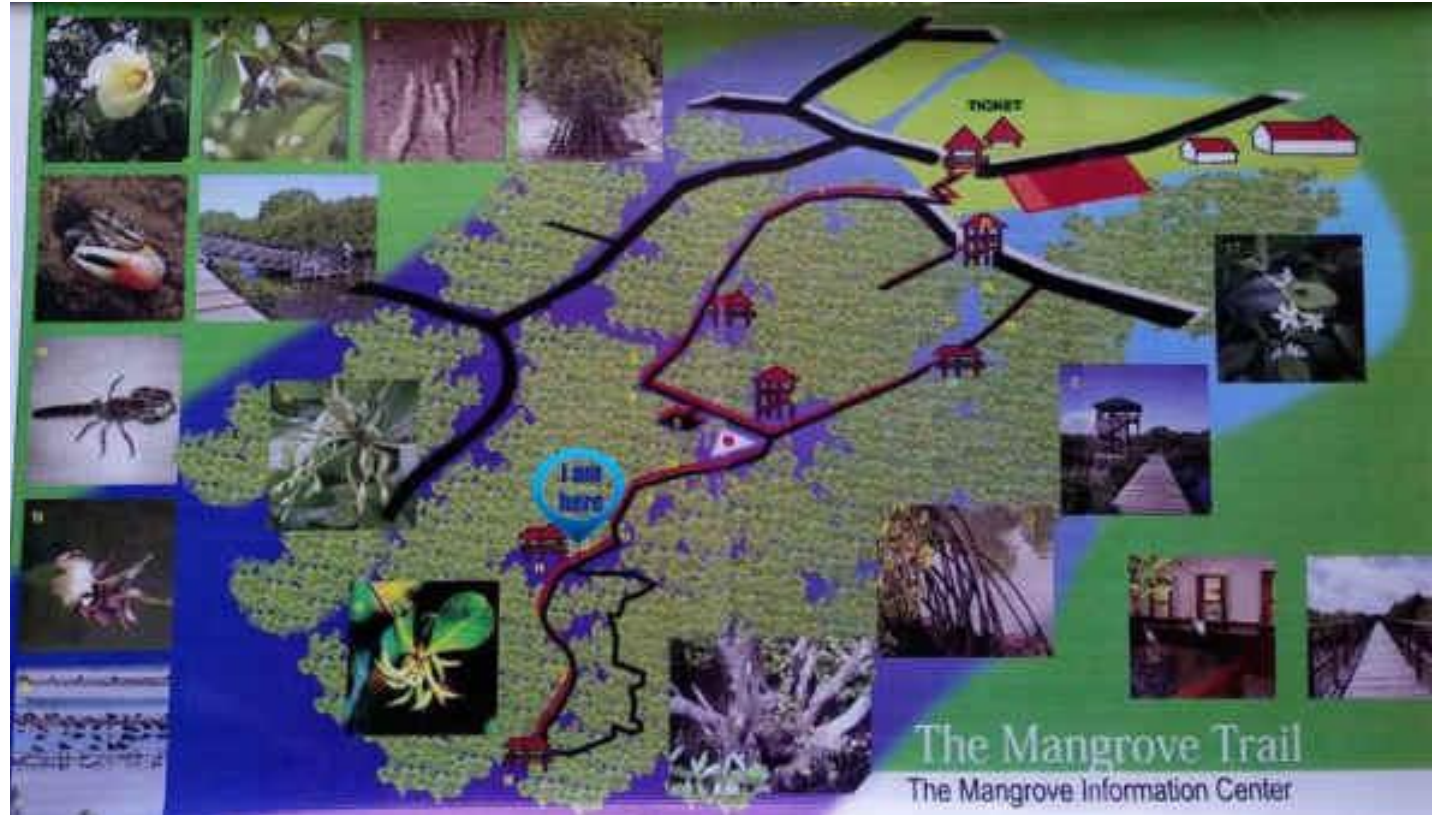 TICKET
I am
here
The Mangrove Trail
The Mangrove Information Center